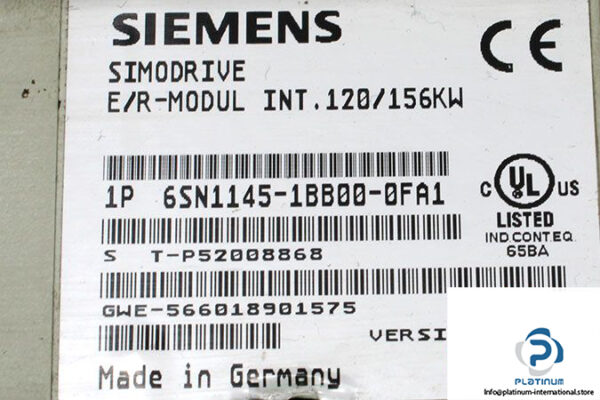 SIEMENS
CE
SIMODRIVE
E/R-MODUL INT.120/156KW
1P 6SN1145-1BB00-0FA1
C UL US
LISTED
IND.CONT.EQ.
65BA
S T-P52008868
GWE-566018901575
VERSI
Made in Germany
PLATINUM
Info@platinum-international.store